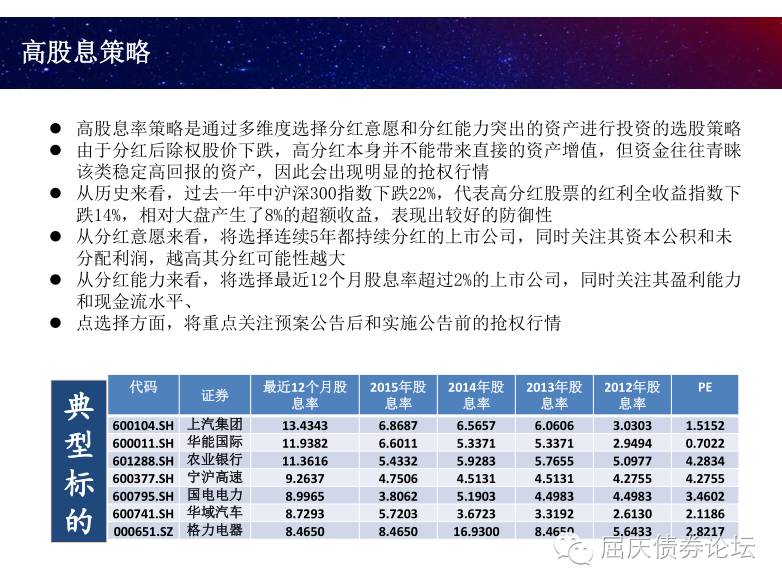 高股息策略
● 高股息率策略是通过多维度选择分红意愿和分红能力突出的资产进行投资的选股策略
● 由于分红后除权股价下跌，高分红本身并不能带来直接的资产增值，但资金往往青睐
该类稳定高回报的资产，因此会出现明显的抢权行情
● 从历史来看，过去一年中沪深300指数下跌22%，代表高分红股票的红利全收益指数下
跌14%，相对大盘产生了8%的超额收益，表现出较好的防御性
● 从分红意愿来看，将选择连续5年都持续分红的上市公司，同时关注其资本公积和未
分配利润，越高其分红可能性越大
● 从分红能力来看，将选择最近12个月股息率超过2%的上市公司，同时关注其盈利能力
和现金流水平、
● 点选择方面，将重点关注预案公告后和实施公告前的抢权行情
典型标的
代码 证券 最近12个月股息率 2015年股息率 2014年股息率 2013年股息率 2012年股息率 PE
600104.SH 上汽集团 13.4343 6.8687 6.5657 6.0606 3.0303 1.5152
600011.SH 华能国际 11.9382 6.6011 5.3371 5.3371 2.9494 0.7022
601288.SH 农业银行 11.3616 5.4332 5.9283 5.7655 5.0977 4.2834
600377.SH 宁沪高速 9.2637 4.7506 4.5131 4.5131 4.2755 4.2755
600795.SH 国电电力 8.9965 3.8062 5.1903 4.4983 4.4983 3.4602
600741.SH 华域汽车 8.7293 5.7203 3.6723 3.3192 2.6130 2.1186
000651.SZ 格力电器 8.4650 8.4650 16.9300 8.4650 5.6433 2.8217
屈庆债券论坛